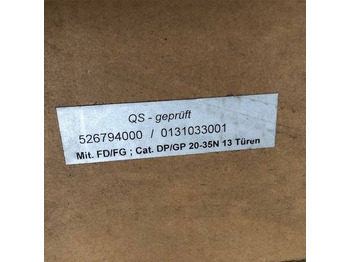 QS - geprüft
526794000 / 0131033001
Mit. FD/FG ; Cat. DP/GP 20-35N 13 Türen